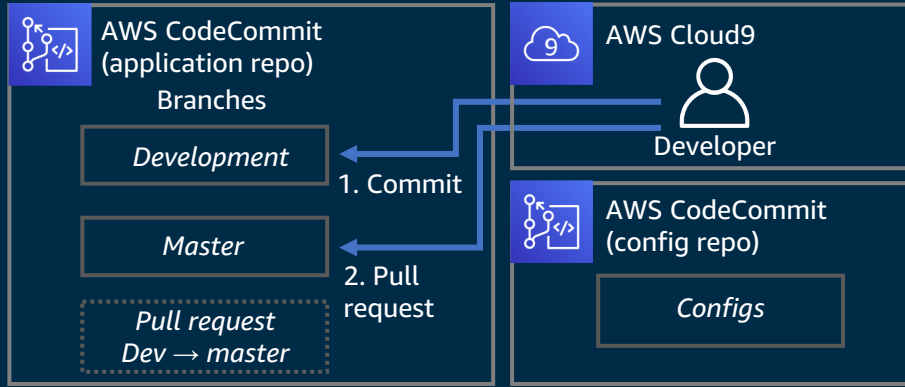 AWS CodeCommit
(application repo)
Branches
Development
Master
Pull request
Dev → master
1. Commit
2. Pull
request
9
AWS Cloud9
Developer
</>
AWS CodeCommit
(config repo)
Configs
</>